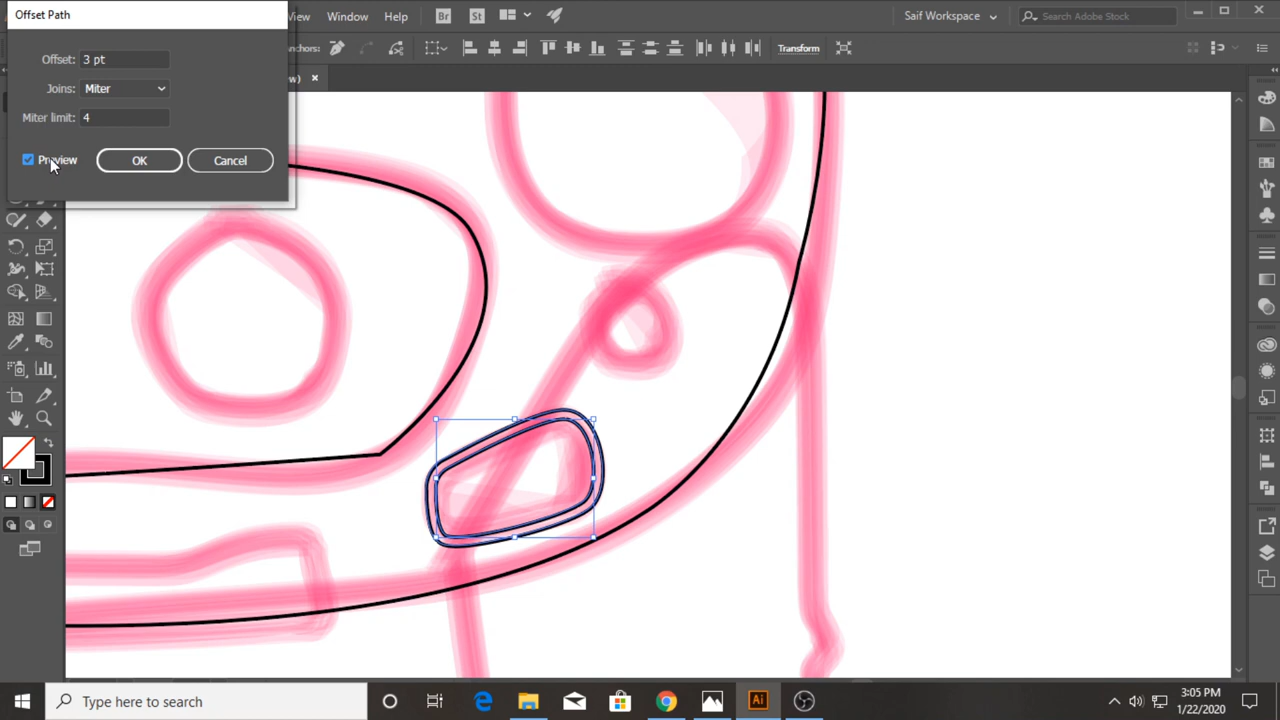 Offset Path
View Window Help Br St Saif Workspace Search Adobe Stock
Offset: 3 pt
Joins: Miter
Miter limit: 4
Preview OK Cancel
Transform
Ai
Type here to search
3:05 PM
1/22/2020